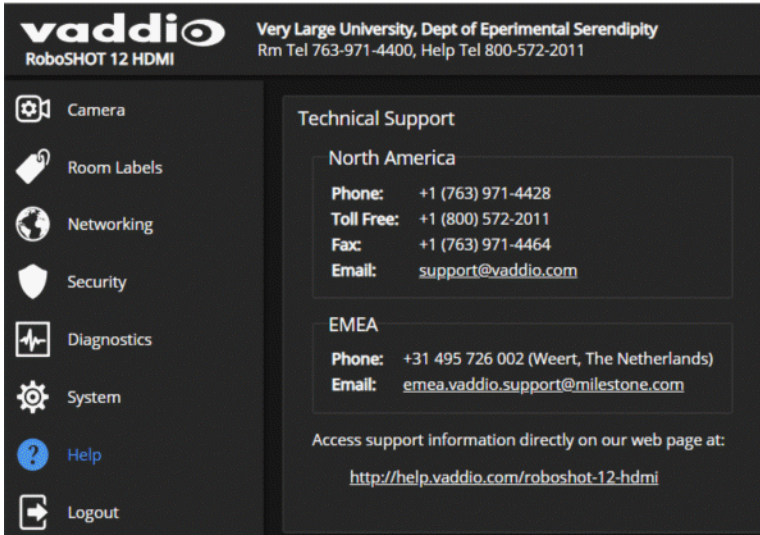 vaddio
RoboSHOT 12 HDMI
Very Large University, Dept of Eperimental Serendipity
Rm Tel 763-971-4400, Help Tel 800-572-2011
Camera
Room Labels
Networking
Security
Diagnostics
System
? Help
Logout
Technical Support
North America
Phone: +1 (763) 971-4428
Toll Free: +1 (800) 572-2011
Fax: +1 (763) 971-4464
Email: support@vaddio.com
EMEA
Phone: +31 495 726 002 (Weert, The Netherlands)
Email: emea.vaddio.support@milestone.com
Access support information directly on our web page at:
http://help.vaddio.com/roboshot-12-hdmi